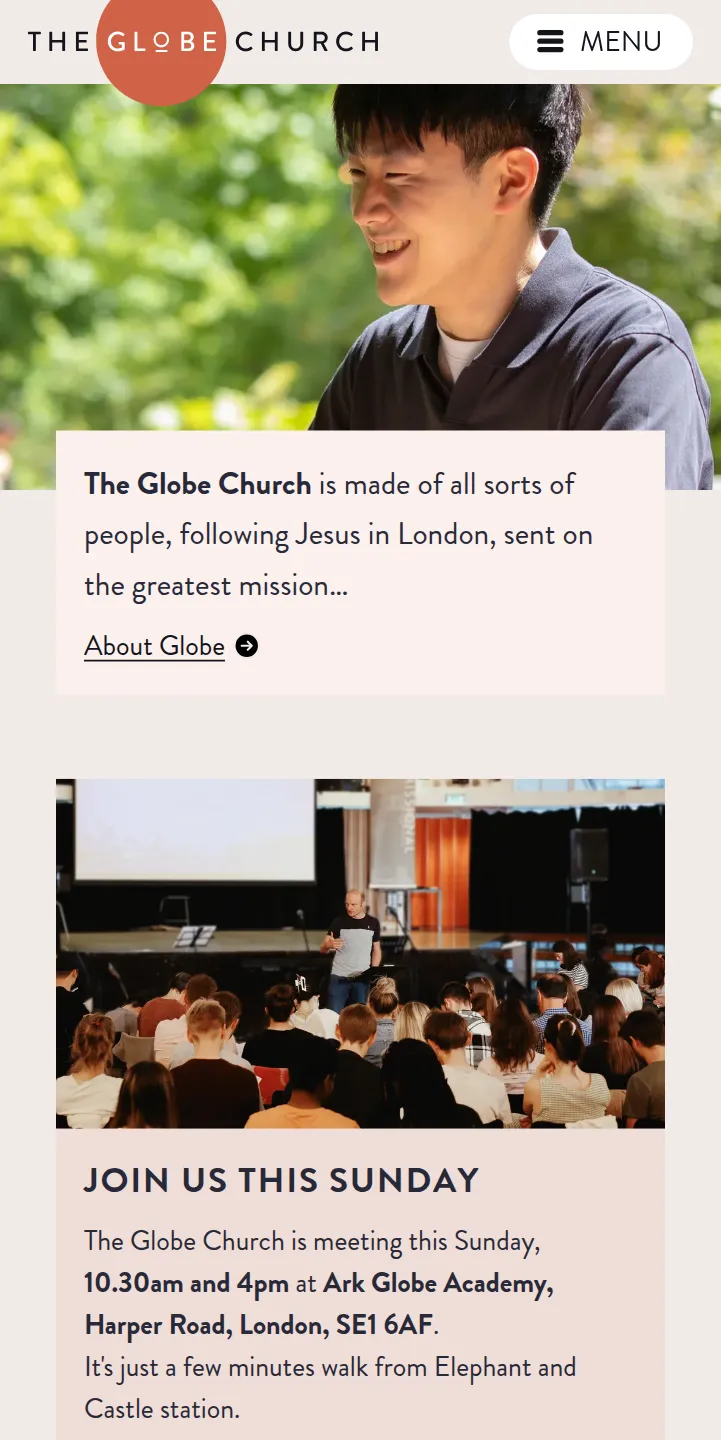 THE GLOBE CHURCH
MENU
The Globe Church is made of all sorts of
people, following Jesus in London, sent on
the greatest mission...
About Globe
JOIN US THIS SUNDAY
The Globe Church is meeting this Sunday,
10.30am and 4pm at Ark Globe Academy,
Harper Road, London, SE1 6AF.
It's just a few minutes walk from Elephant and
Castle station.